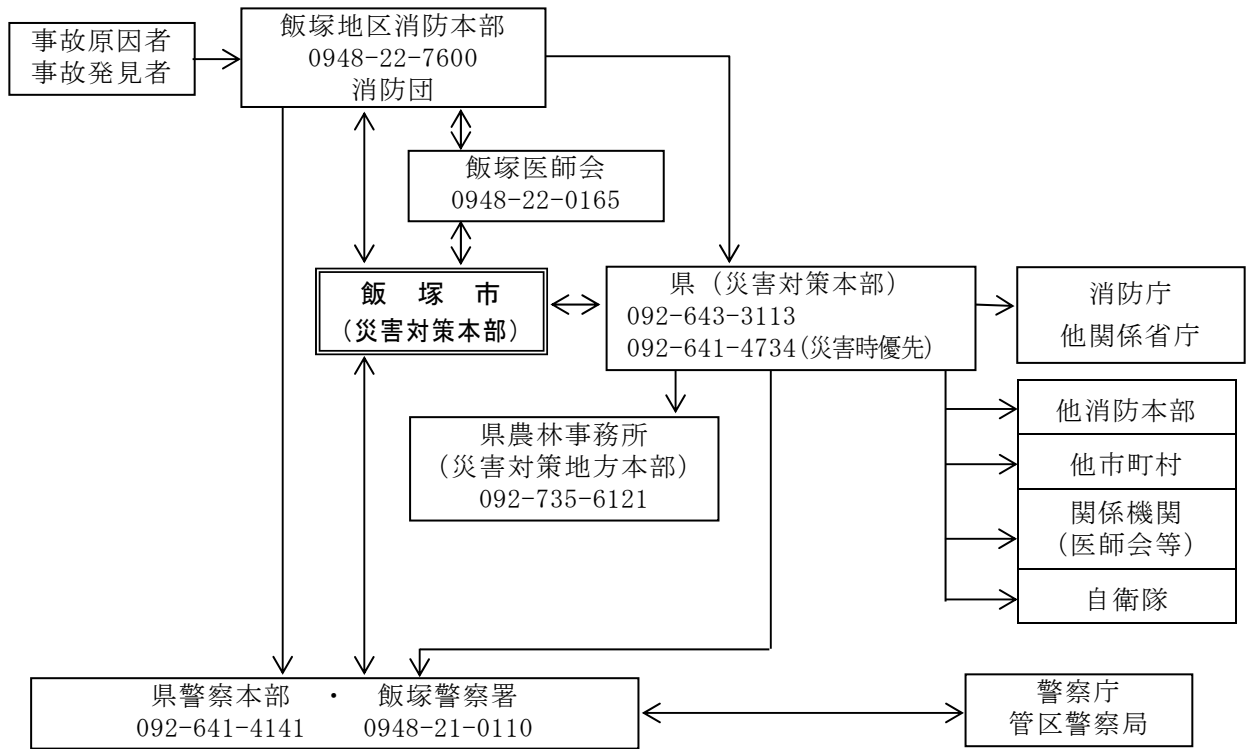 事故原因者
事故発見者
飯塚地区消防本部
0948-22-7600
消防団
飯塚医師会
0948-22-0165
飯　塚　市
(災害対策本部)
県（災害対策本部）
092-643-3113
092-641-4734(災害時優先)
消防庁
他関係省庁
県農林事務所
（災害対策地方本部）
092-735-6121
他消防本部
他市町村
関係機関
（医師会等）
自衛隊
県警察本部　・　飯塚警察署
092-641-4141　　0948-21-0110
警察庁
管区警察局